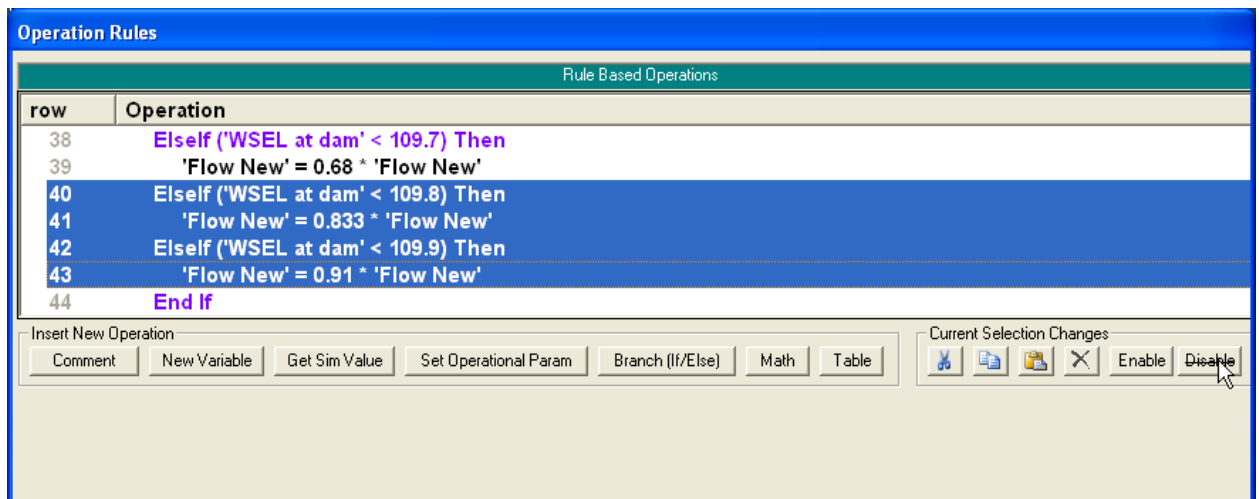 Operation Rules
Rule Based Operations
row Operation
38 ElseIf ('WSEL at dam' < 109.7) Then
39 'Flow New' = 0.68 * 'Flow New'
40 ElseIf ('WSEL at dam' < 109.8) Then
41 'Flow New' = 0.833 * 'Flow New'
42 ElseIf ('WSEL at dam' < 109.9) Then
43 'Flow New' = 0.91 * 'Flow New'
44 End If
Insert New Operation Current Selection Changes
Comment New Variable Get Sim Value Set Operational Param Branch (If/Else) Math Table Enable Disable